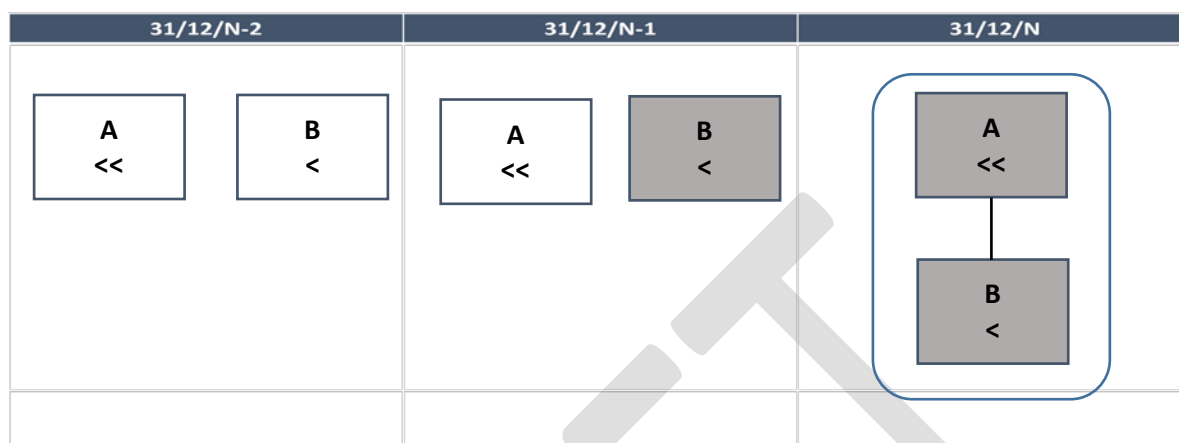 31/12/N-2 31/12/N-1 31/12/N
A B A B A
<< < << < <<
B
<